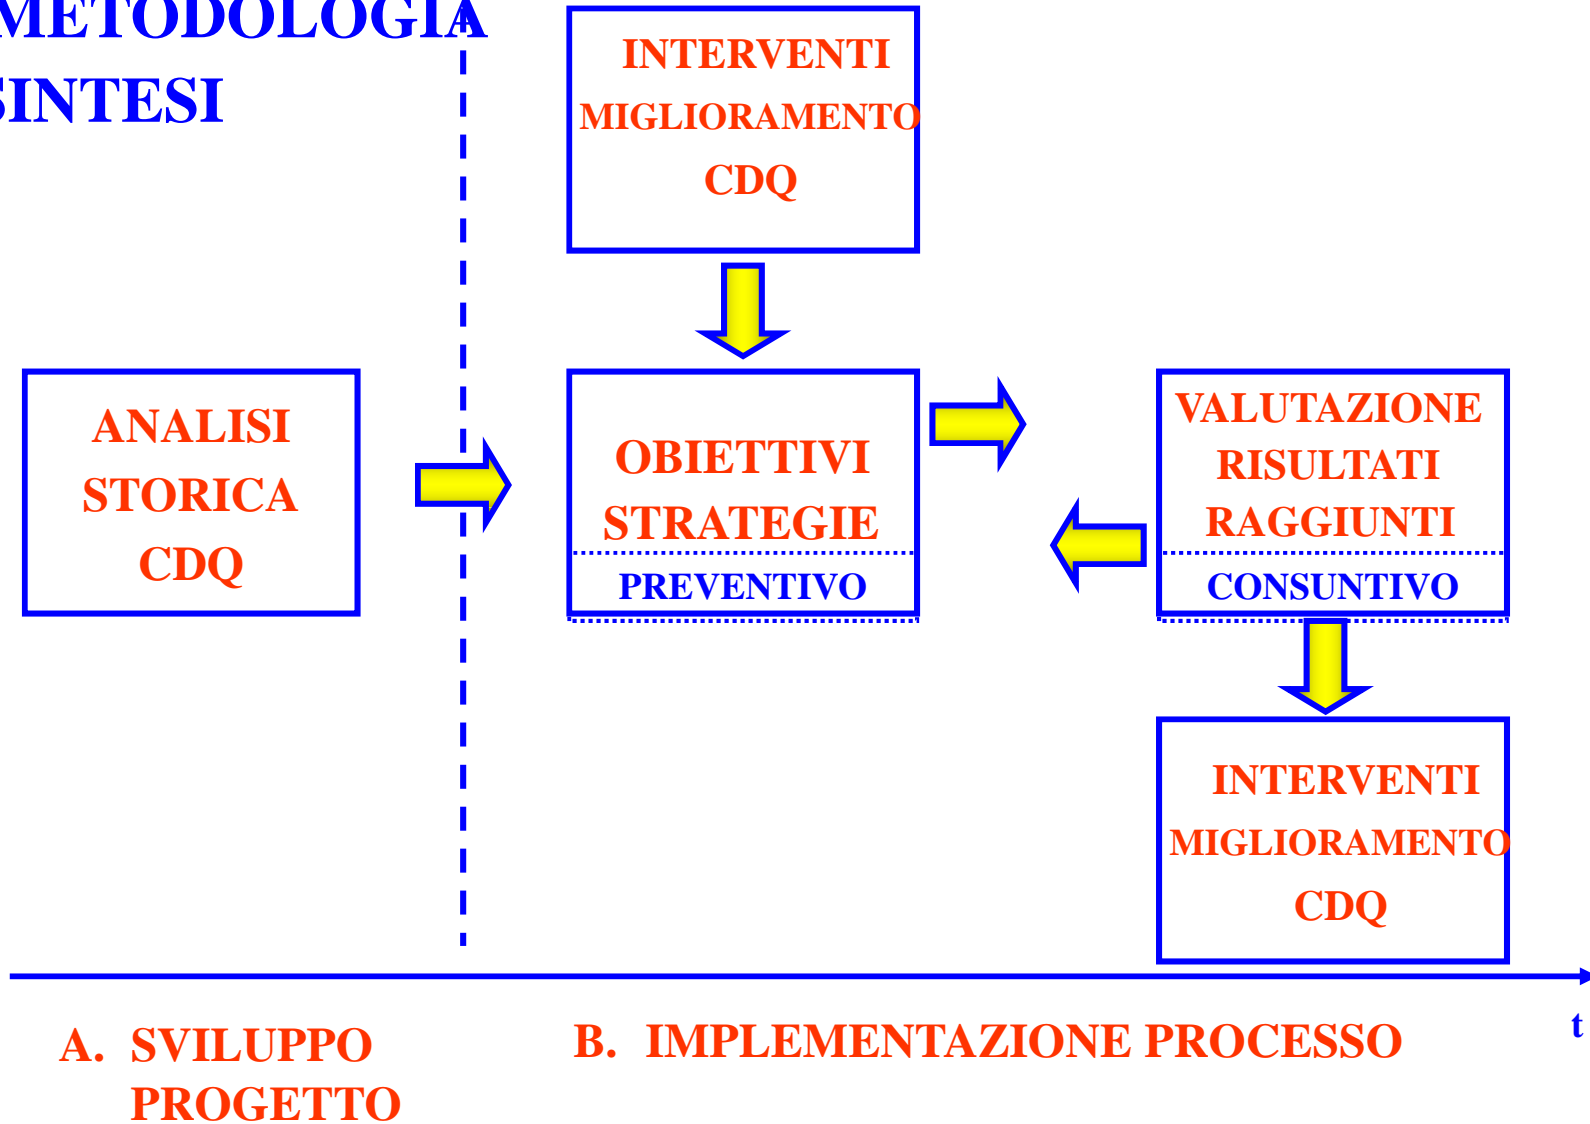 METODOLOGIA
SINTESI
INTERVENTI
MIGLIORAMENTO
CDQ
ANALISI
STORICA
CDQ
OBIETTIVI
STRATEGIE
PREVENTIVO
VALUTAZIONE
RISULTATI
RAGGIUNTI
CONSUNTIVO
INTERVENTI
MIGLIORAMENTO
CDQ
t
A. SVILUPPO
PROGETTO
B. IMPLEMENTAZIONE PROCESSO